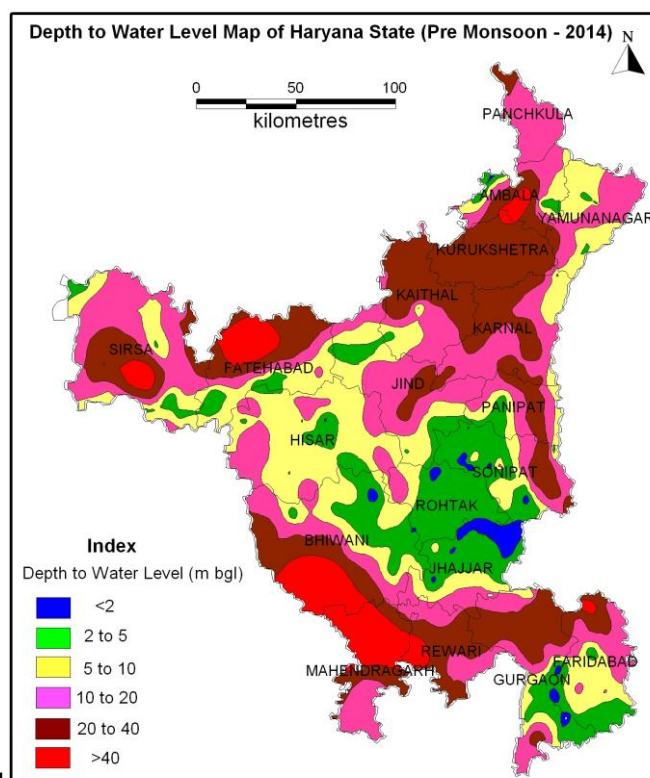 Depth to Water Level Map of Haryana State (Pre Monsoon - 2014)
N
0 50 100
kilometres
PANCHKULA
AMBALA
YAMUNANAGAR
KURUKSHETRA
KAITHAL
KARNAL
SIRSA
FATEHABAD
JIND
PANIPAT
HISAR
SONIPAT
ROHTAK
BHIWANI
JHAJJAR
REWARI
MAHENDRAGARH
GURGAON
FARIDABAD
Index
Depth to Water Level (m bgl)
<2
2 to 5
5 to 10
10 to 20
20 to 40
>40